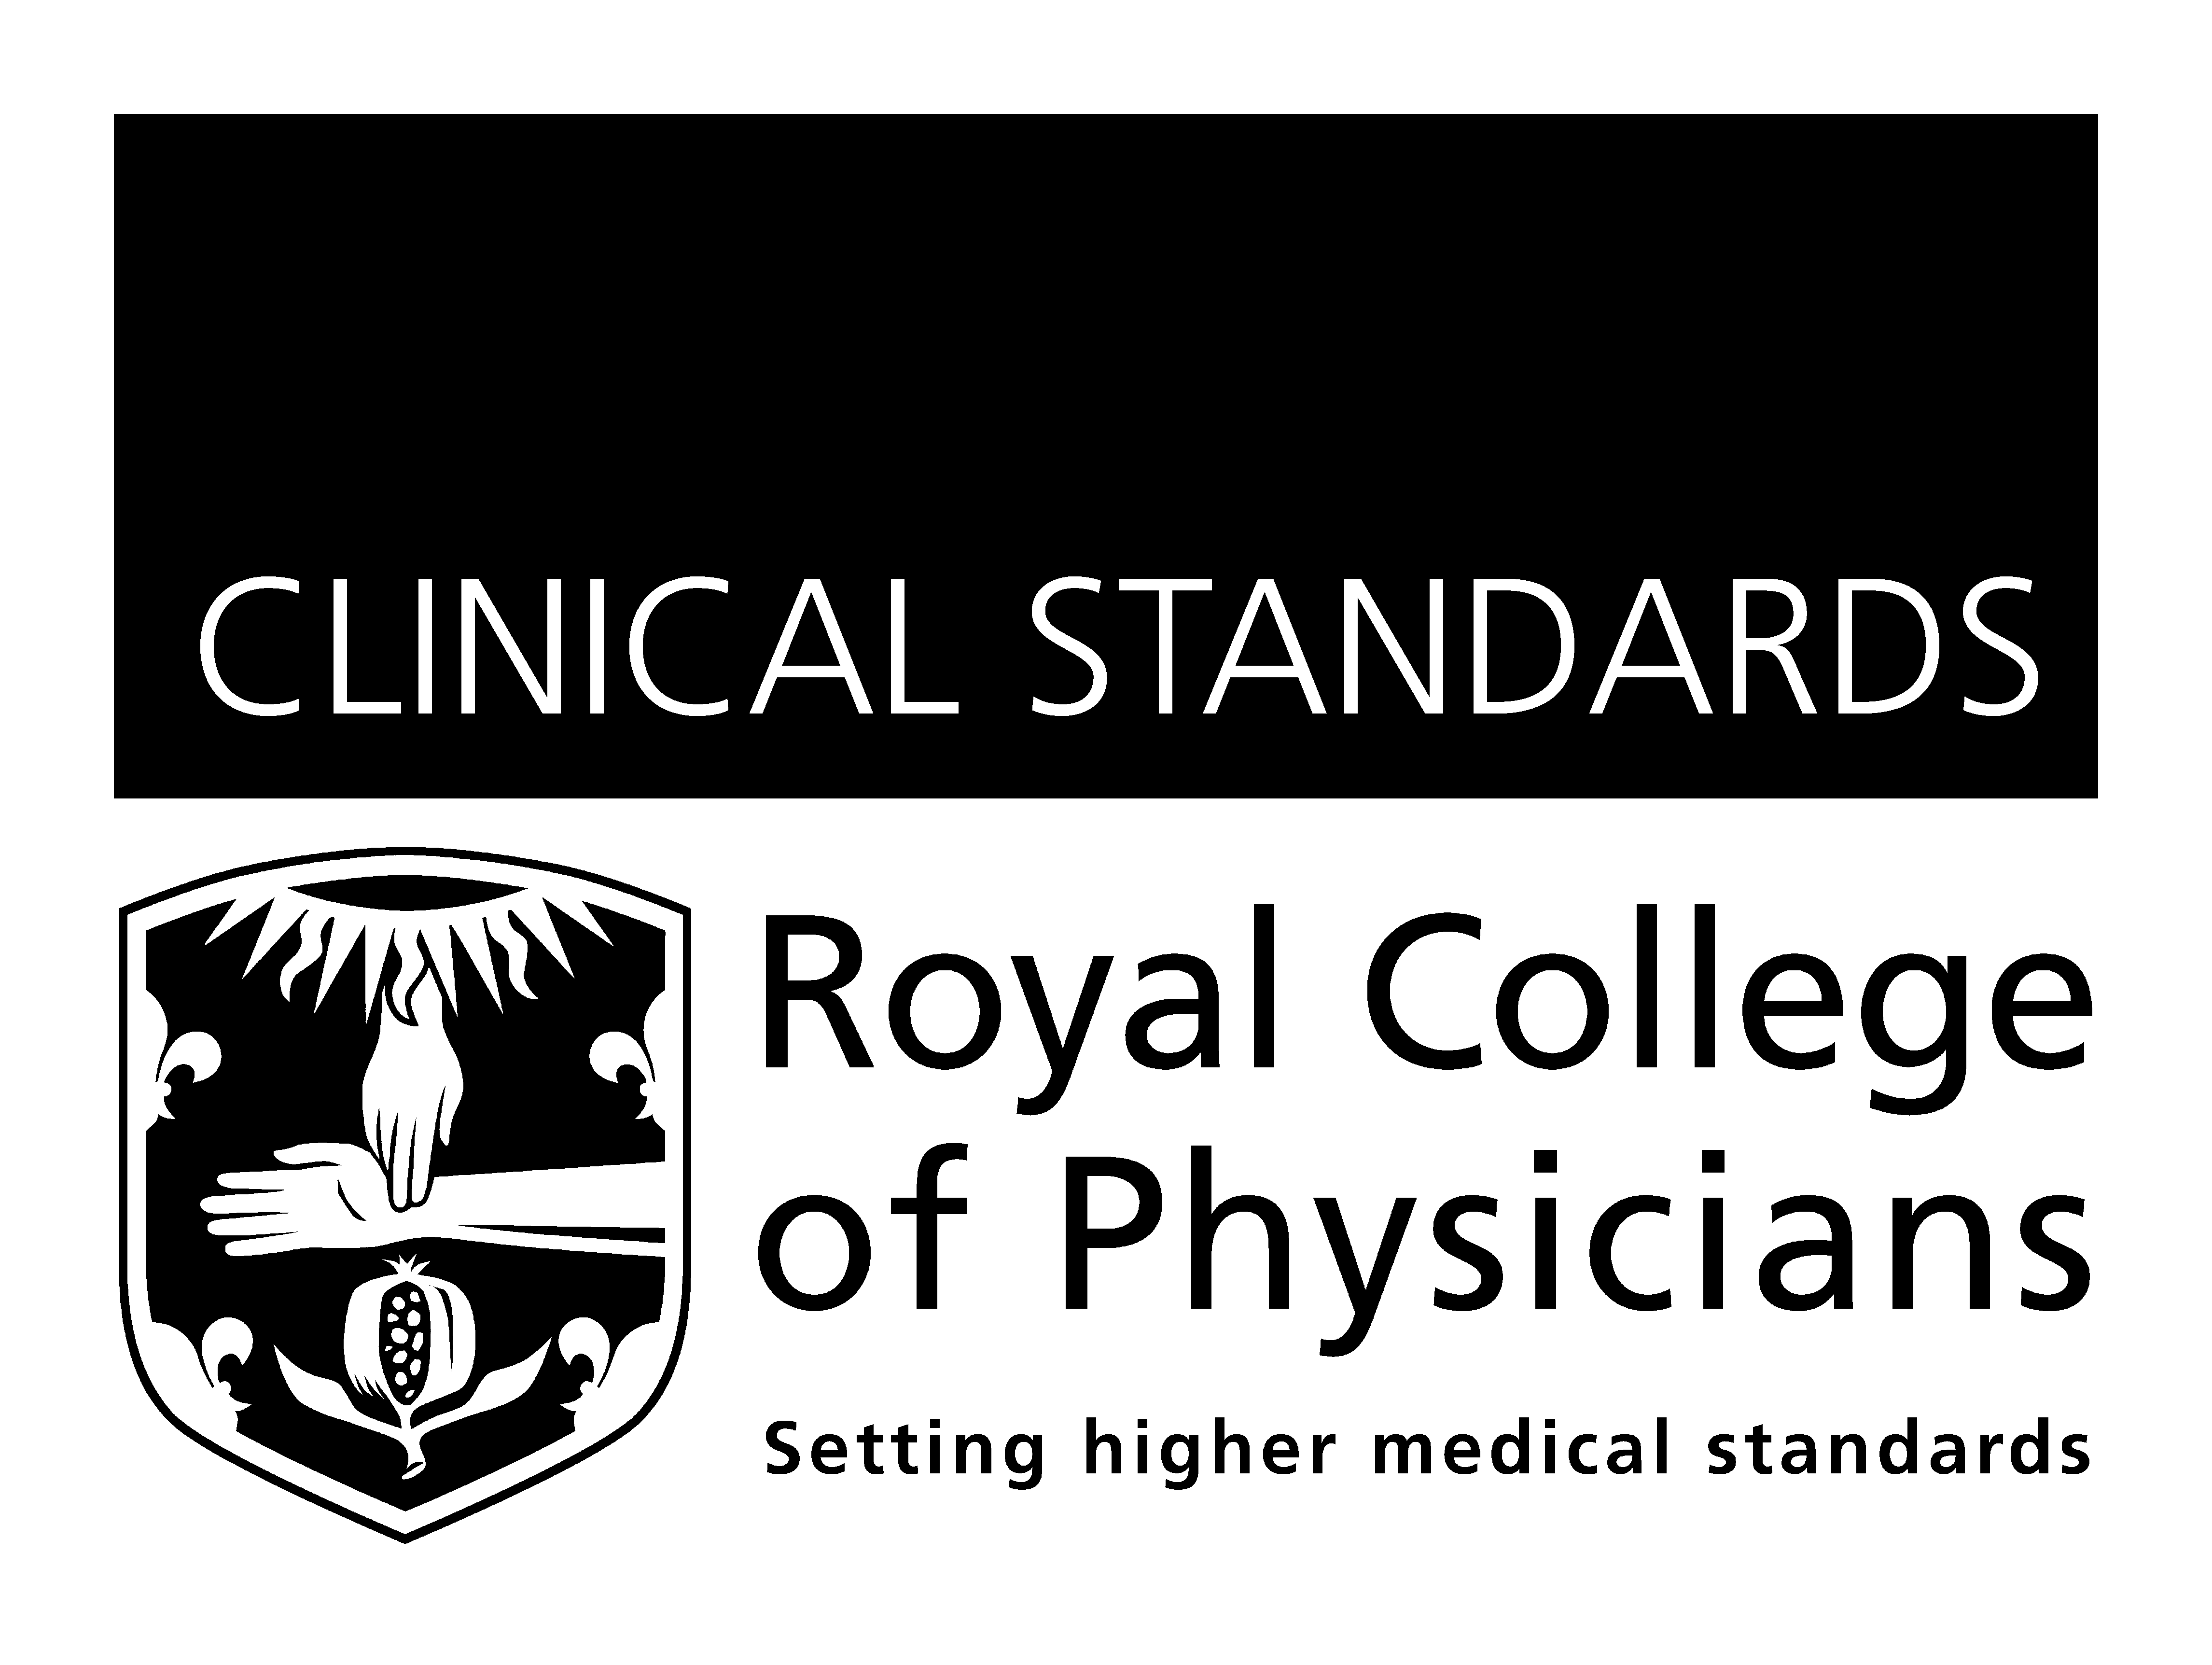 CLINICAL STANDARDS
Royal College
of Physicians
Setting higher medical standards